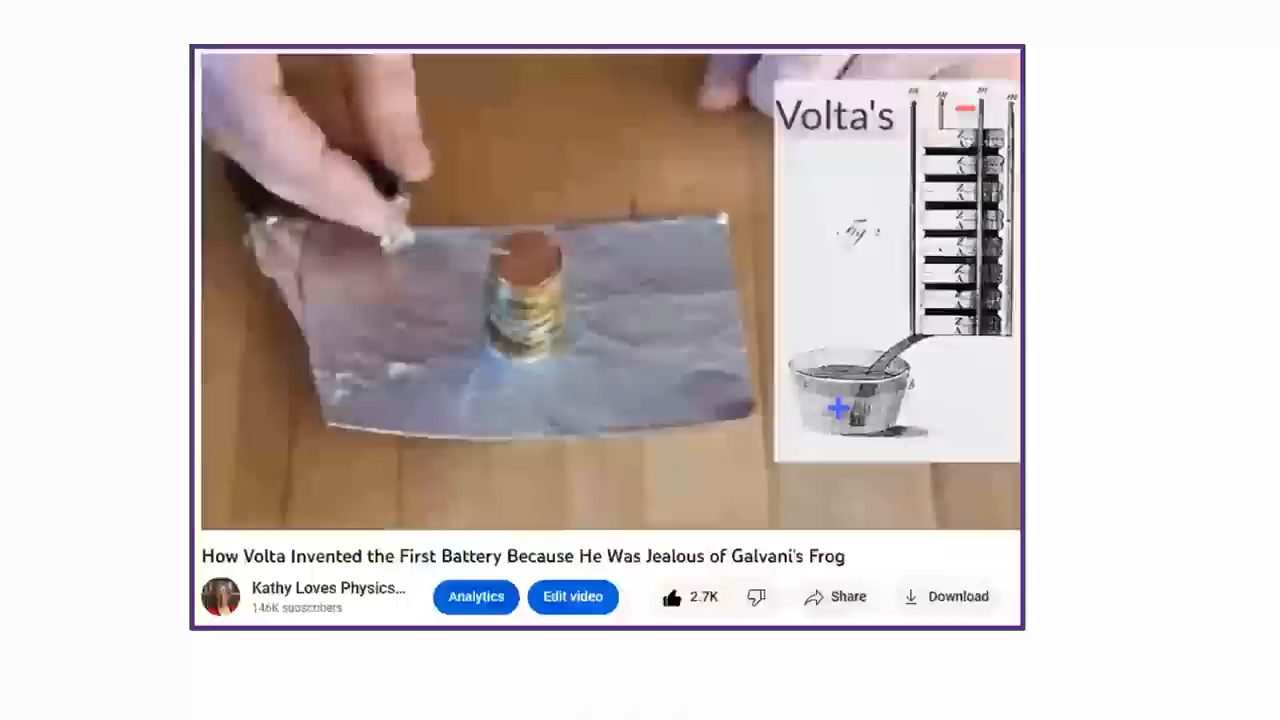 Volta's
m m m m
How Volta Invented the First Battery Because He Was Jealous of Galvani's Frog
Kathy Loves Physics...
146K subscribers
Analytics
Edit video
2.7K
Share
Download